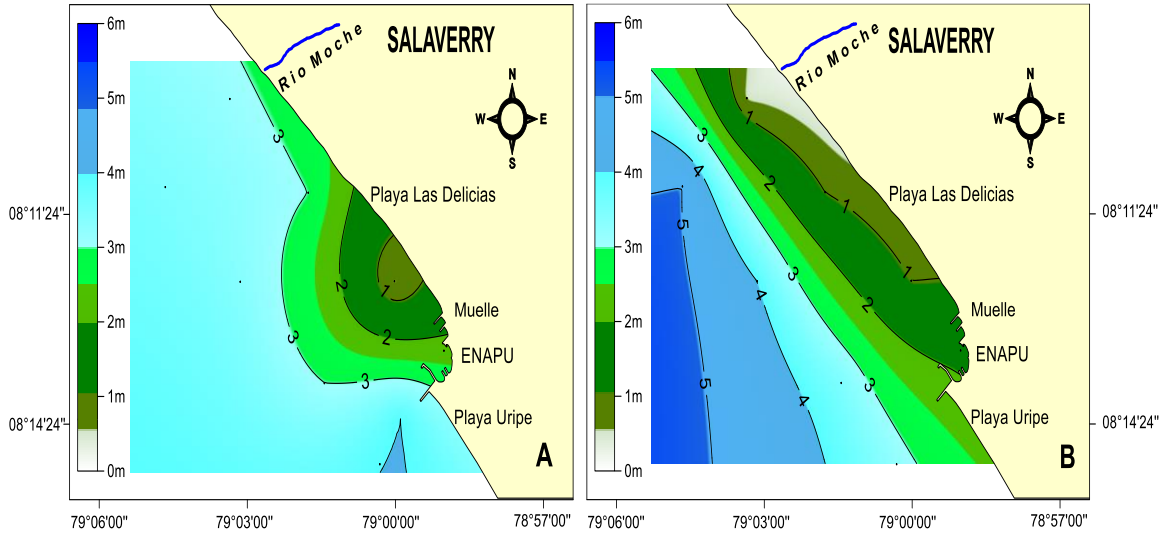 6m
5m
4m
3m
2m
1m
0m
08°11'24"
08°14'24"
79°06'00"
79°03'00"
79°00'00"
78°57'00"
Rio Moche
SALAVERRY
N
W E
S
Playa Las Delicias
Muelle
ENAPU
Playa Uripe
A
3
3
3
2
2
1
6m
5m
4m
3m
2m
1m
0m
08°11'24"
08°14'24"
79°06'00"
79°03'00"
79°00'00"
78°57'00"
Rio Moche
SALAVERRY
N
W E
S
Playa Las Delicias
Muelle
ENAPU
Playa Uripe
B
1
1
1
2
2
3
3
3
4
4
4
5
5